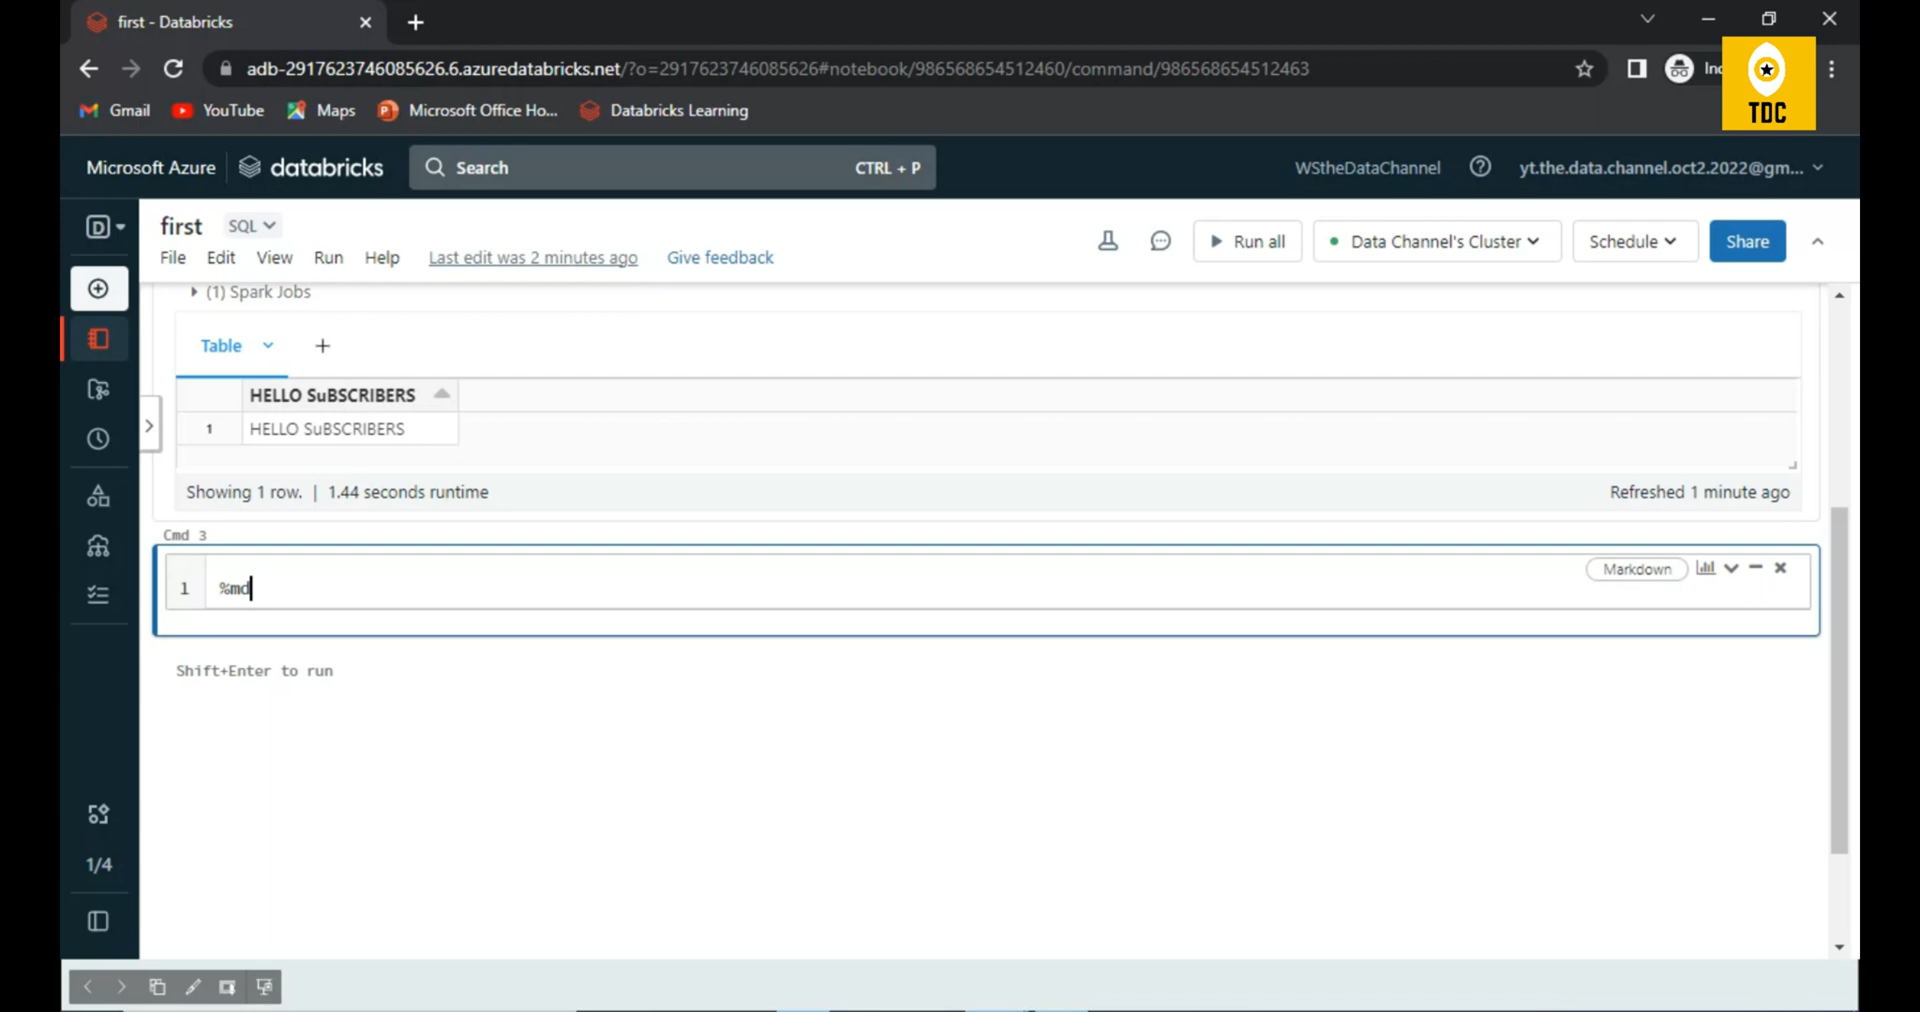 first - Databricks
adb-2917623746085626.6.azuredatabricks.net/?o=2917623746085626#notebook/986568654512460/command/986568654512463
TDC
Gmail YouTube Maps Microsoft Office Ho... Databricks Learning
Microsoft Azure databricks Search CTRL + P WStheDataChannel yt.the.data.channel.oct2.2022@gm...
first SQL
File Edit View Run Help Last edit was 2 minutes ago Give feedback
Run all Data Channel's Cluster Schedule Share
(1) Spark Jobs
Table
HELLO SuBSCRIBERS
1 HELLO SuBSCRIBERS
Showing 1 row. | 1.44 seconds runtime Refreshed 1 minute ago
Cmd 3
1 %md Markdown
Shift+Enter to run
1/4